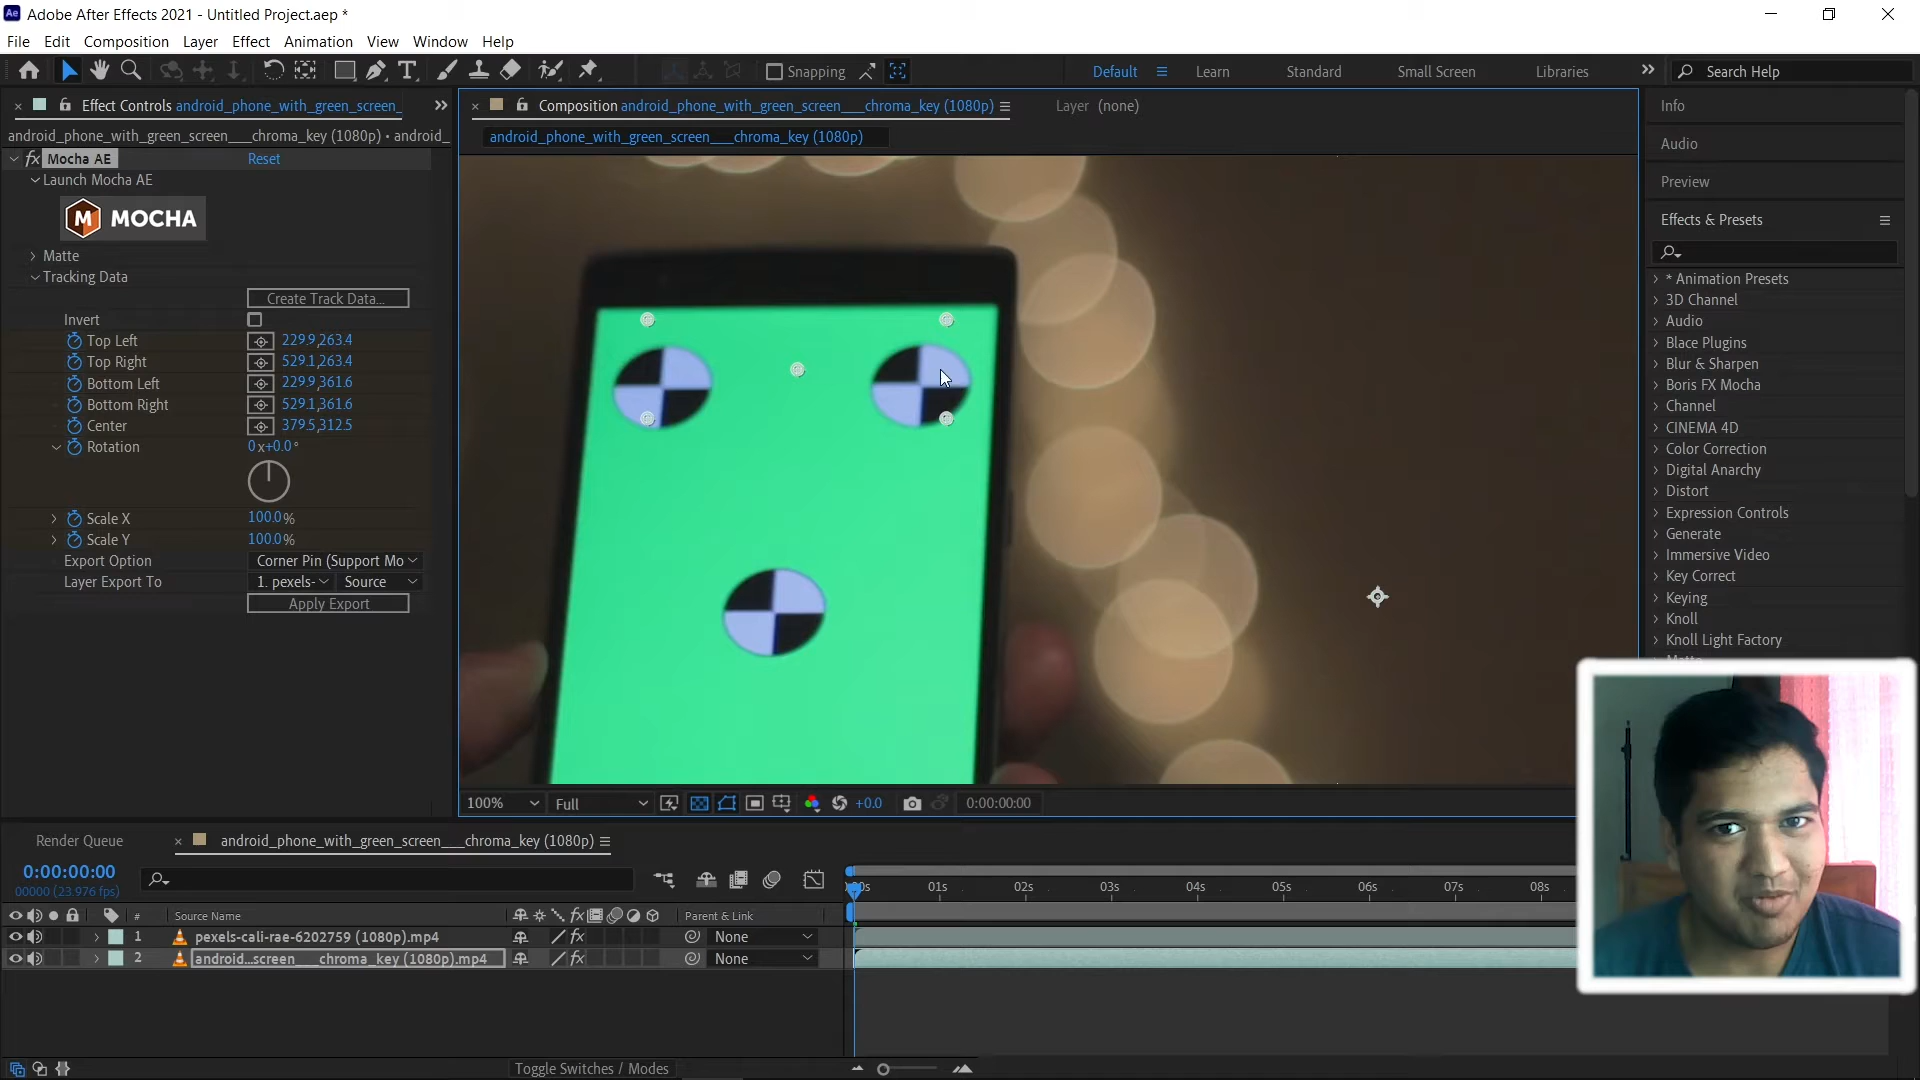 Adobe After Effects 2021 - Untitled Project.aep *
File Edit Composition Layer Effect Animation View Window Help
Snapping Default Learn Standard Small Screen Libraries Search Help
Effect Controls android_phone_with_green_screen_
Composition android_phone_with_green_screen___chroma_key (1080p)
Layer (none)
Info
android_phone_with_green_screen___chroma_key (1080p) • android_
android_phone_with_green_screen___chroma_key (1080p)
Audio
fx Mocha AE Reset
Launch Mocha AE
M MOCHA
Preview
Effects & Presets
Matte
Tracking Data
Create Track Data...
Invert
Top Left 229.9,263.4
Top Right 529.1,263.4
Bottom Left 229.9,361.6
Bottom Right 529.1,361.6
Center 379.5,312.5
Rotation 0 x+0.0 °
Scale X 100.0 %
Scale Y 100.0 %
Export Option Corner Pin (Support Mo
Layer Export To 1. pexels- Source
Apply Export
* Animation Presets
3D Channel
Audio
Blace Plugins
Blur & Sharpen
Boris FX Mocha
Channel
CINEMA 4D
Color Correction
Digital Anarchy
Distort
Expression Controls
Generate
Immersive Video
Key Correct
Keying
Knoll
Knoll Light Factory
100% Full +0.0 0:00:00:00
Render Queue android_phone_with_green_screen___chroma_key (1080p)
0:00:00:00
00000 (23.976 fps)
01s 02s 03s 04s 05s 06s 07s 08s
# Source Name fx Parent & Link
1 pexels-cali-rae-6202759 (1080p).mp4 fx None
2 android...screen___chroma_key (1080p).mp4 fx None
Toggle Switches / Modes